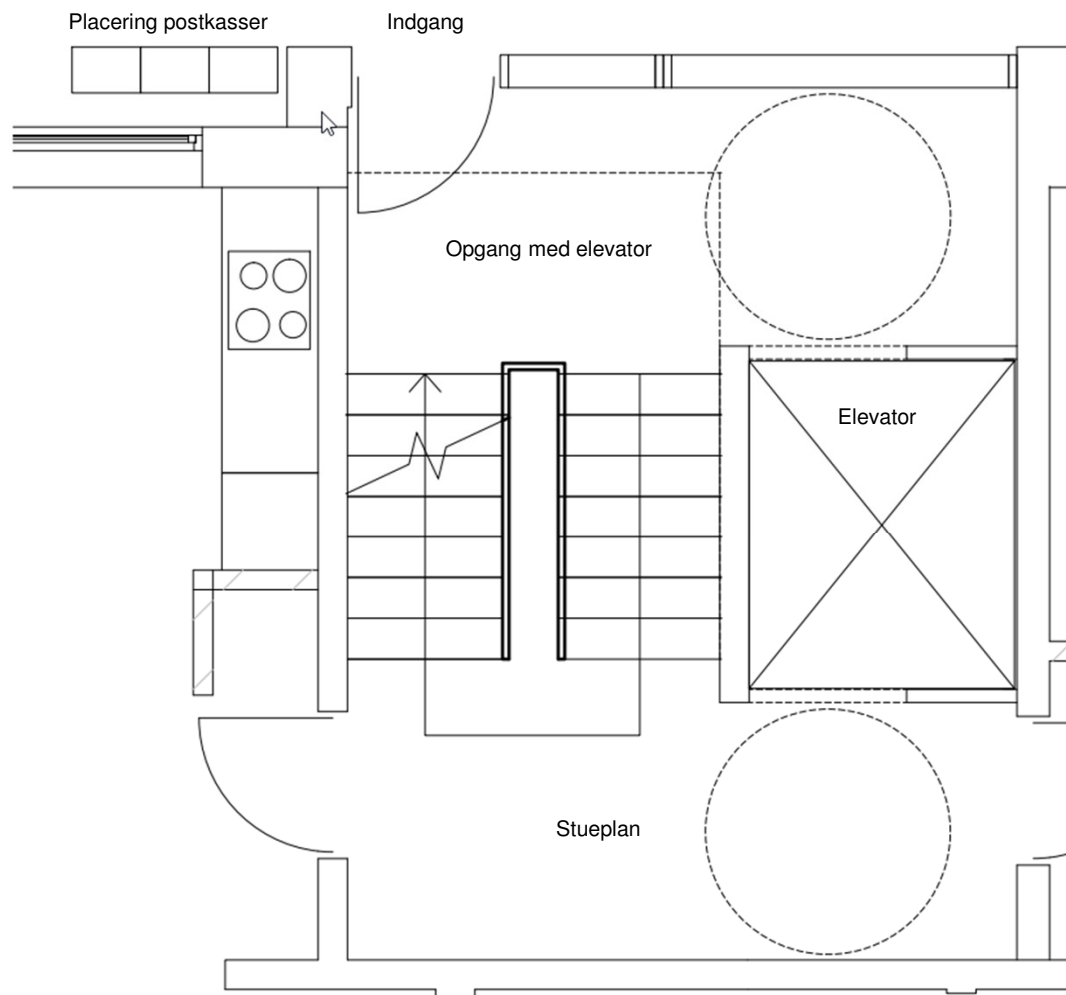 Placering postkasser
Indgang
Opgang med elevator
Elevator
Stueplan